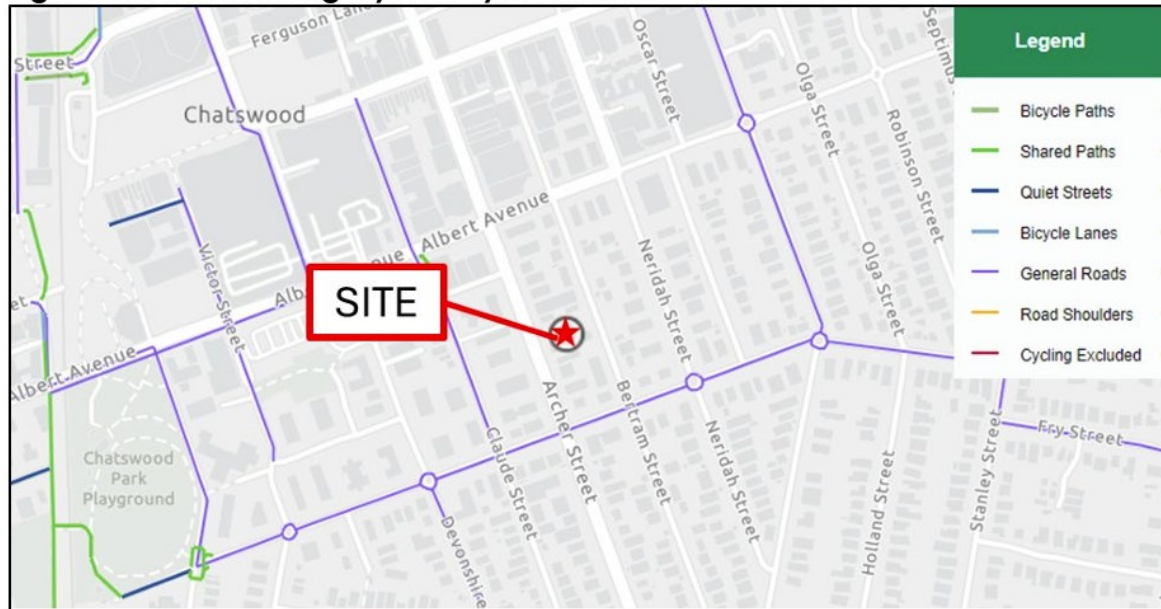 Ferguson Lane
Street
Oscar Street
Olga Street
Septimus
Robinson Street
Chatswood
Albert Avenue
Albert Avenue
Victor Street
SITE
Neridah Street
Olga Street
Albert Avenue
Chatswood
Park
Playground
Archer Street
Bertram Street
Neridah Street
Claude Street
Devonshire
Holland Street
Stanley Street
Fry Street
Legend
Bicycle Paths
Shared Paths
Quiet Streets
Bicycle Lanes
General Roads
Road Shoulders
Cycling Excluded